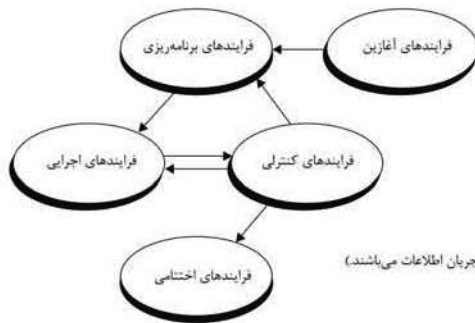 فرایندهای آغازین
فرایندهای برنامه‌ریزی
فرایندهای کنترلی
فرایندهای اجرایی
جریان اطلاعات می‌باشند.)
فرایندهای اختتامی